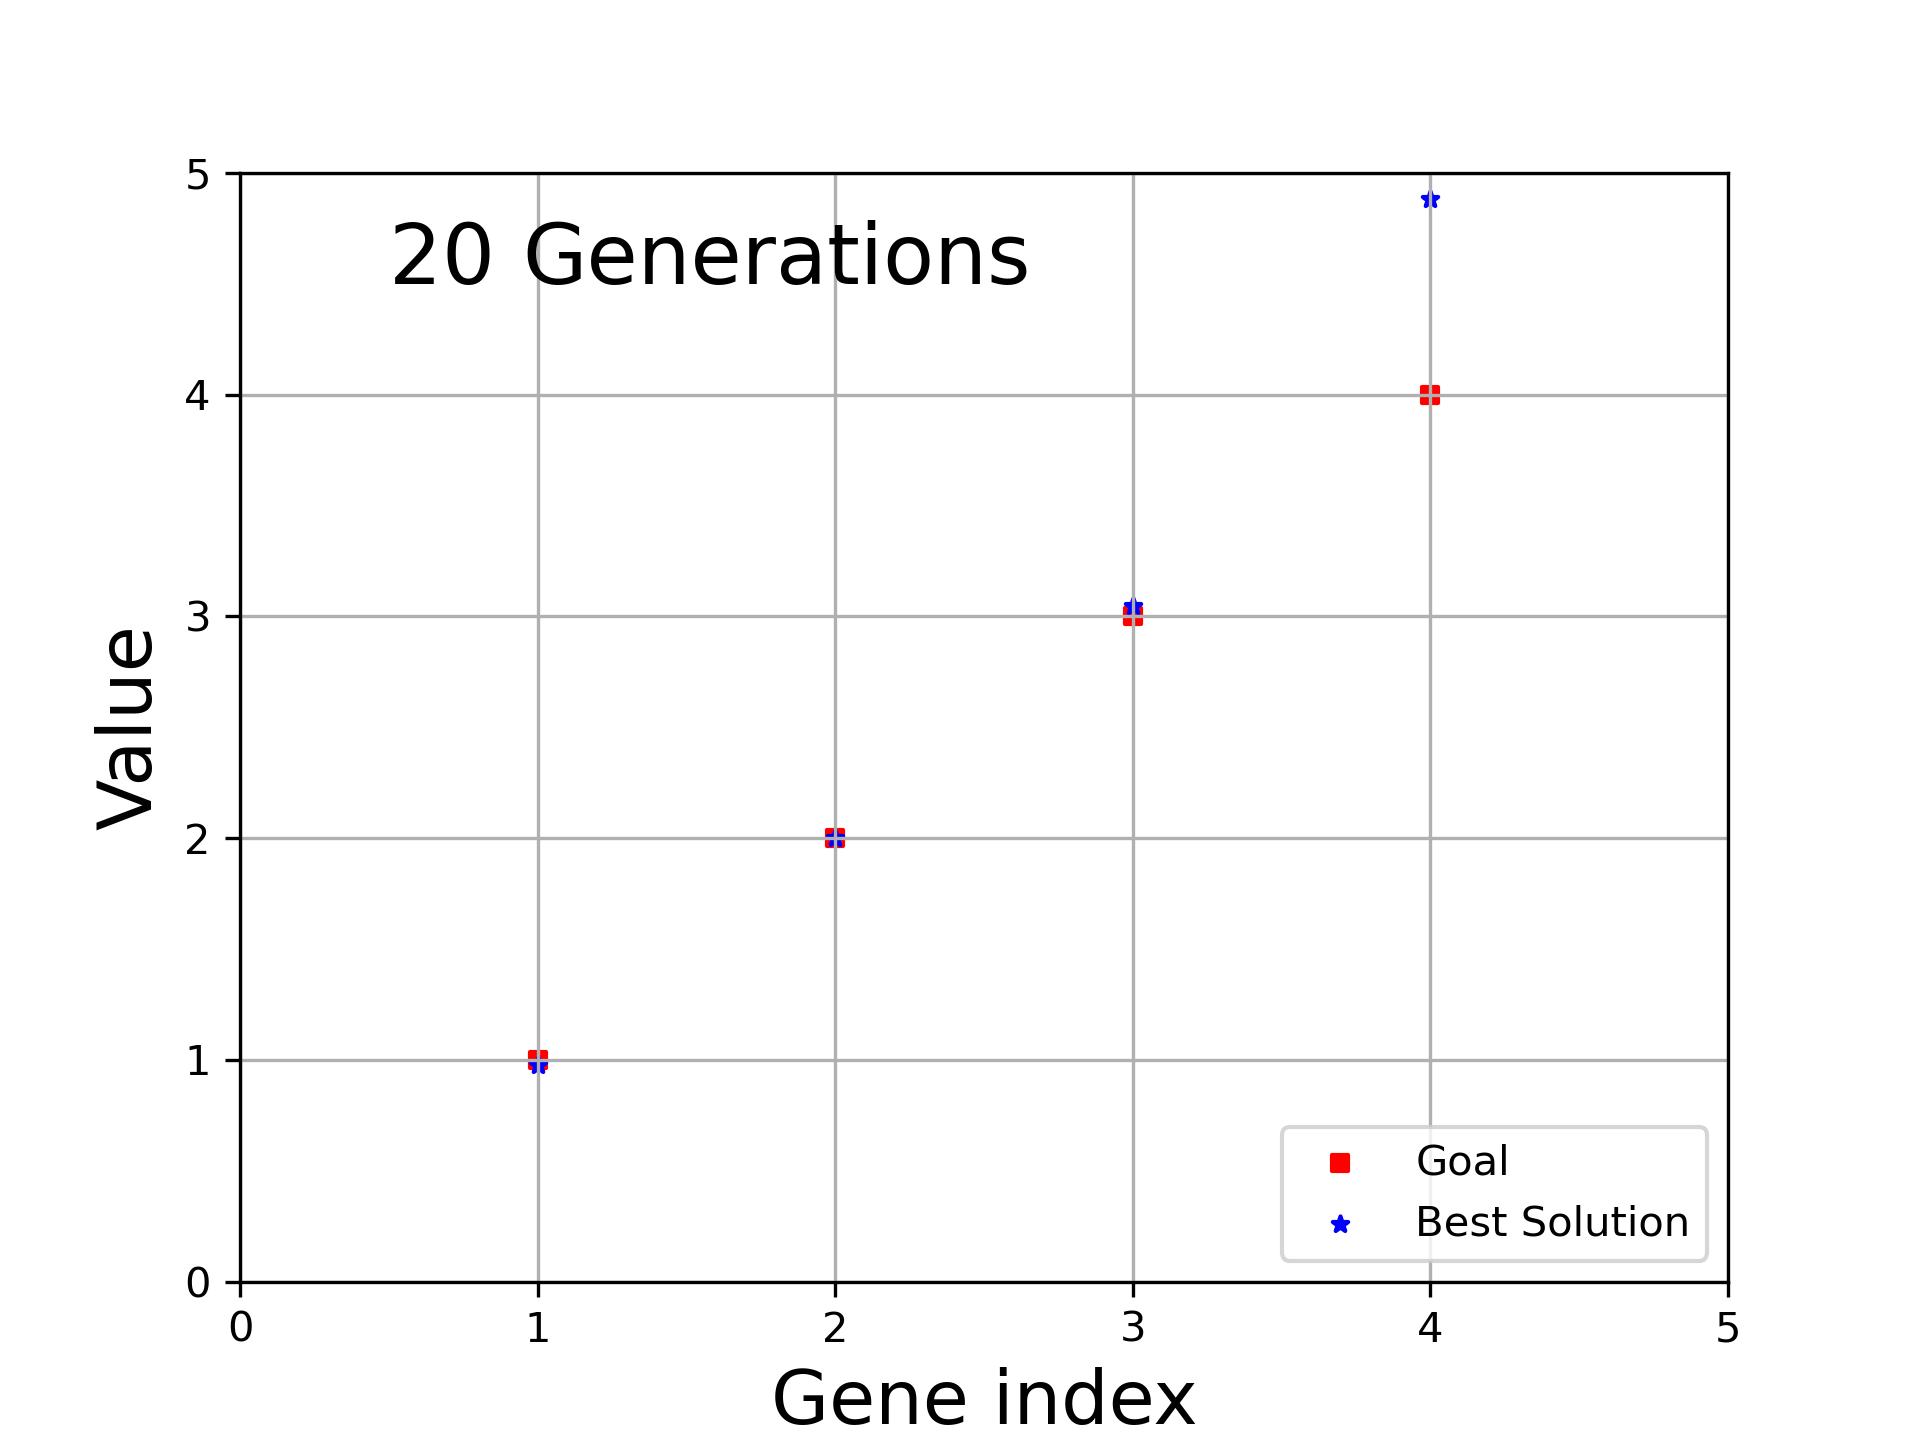 20 Generations
5
4
3
2
1
0
Value
0 1 2 3 4 5
Gene index
Goal
Best Solution